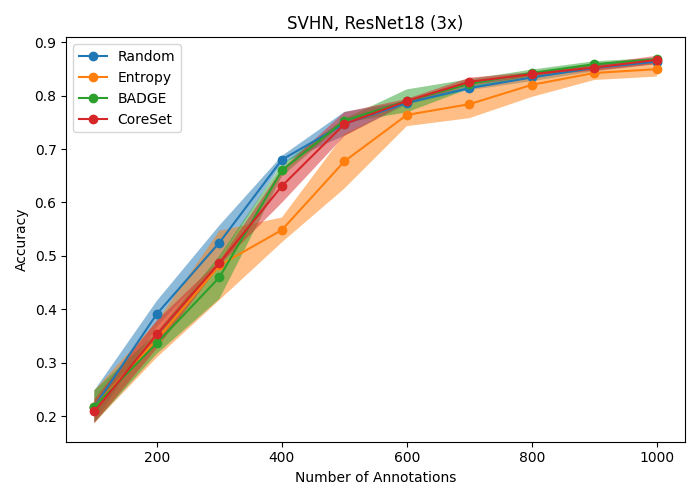 SVHN, ResNet18 (3x)
Random
Entropy
BADGE
CoreSet
Accuracy
0.9
0.8
0.7
0.6
0.5
0.4
0.3
0.2
200
400
600
800
1000
Number of Annotations